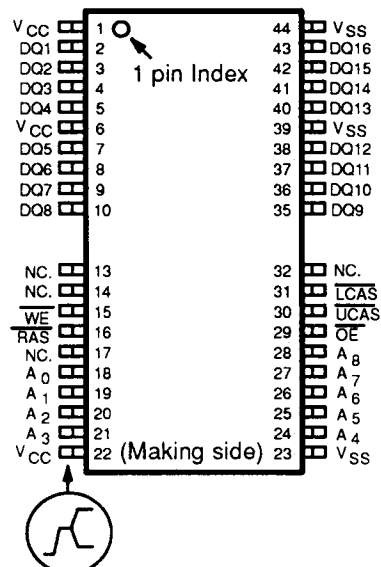 VCC 1 44 VSS
DQ1 2 43 DQ16
1 pin Index
DQ2 3 42 DQ15
DQ3 4 41 DQ14
DQ4 5 40 DQ13
VCC 6 39 VSS
DQ5 7 38 DQ12
DQ6 8 37 DQ11
DQ7 9 36 DQ10
DQ8 10 35 DQ9
NC. 13 32 NC.
NC. 14 31 LCAS
WE 15 30 UCAS
RAS 16 29 OE
NC. 17 28 A8
A0 18 27 A7
A1 19 26 A6
A2 20 25 A5
A3 21 24 A4
VCC 22 (Making side) 23 VSS